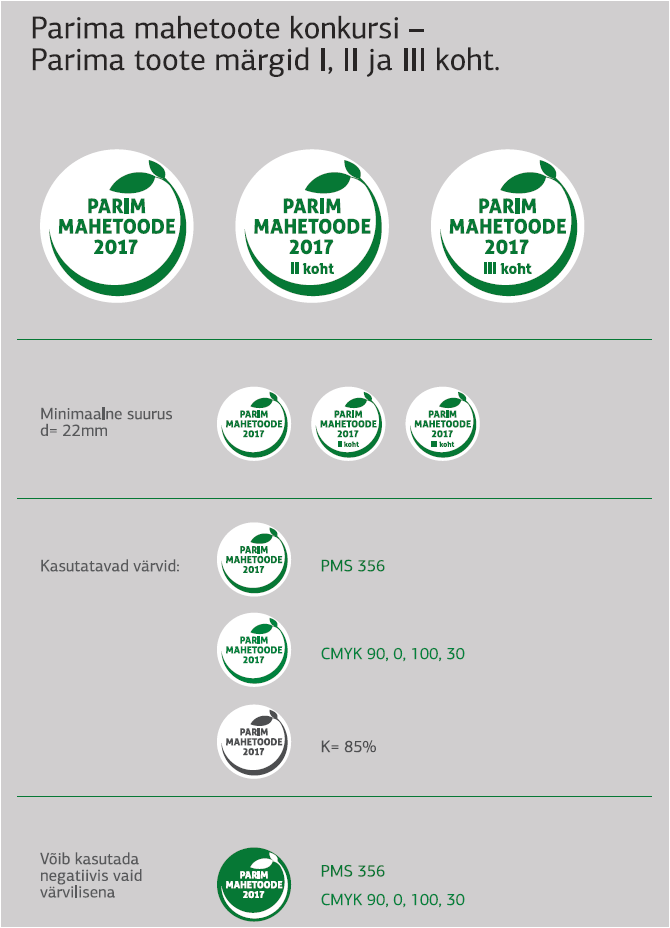 Parima mahetoote konkursi –
Parima toote märgid I, II ja III koht.
PARIM
MAHETOODE
2017
PARIM
MAHETOODE
2017
II koht
PARIM
MAHETOODE
2017
III koht
Minimaalne suurus
d= 22mm
PARIM
MAHETOODE
2017
PARIM
MAHETOODE
2017
II koht
PARIM
MAHETOODE
2017
III koht
Kasutatavad värvid:
PARIM
MAHETOODE
2017
PMS 356
PARIM
MAHETOODE
2017
CMYK 90, 0, 100, 30
PARIM
MAHETOODE
2017
K= 85%
Võib kasutada
negatiivis vaid
värvilisena
PARIM
MAHETOODE
2017
PMS 356
CMYK 90, 0, 100, 30